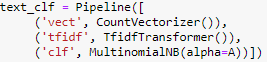 text_clf = Pipeline([
    ('vect', CountVectorizer()),
    ('tfidf', TfidfTransformer()),
    ('clf', MultinomialNB(alpha=A))])